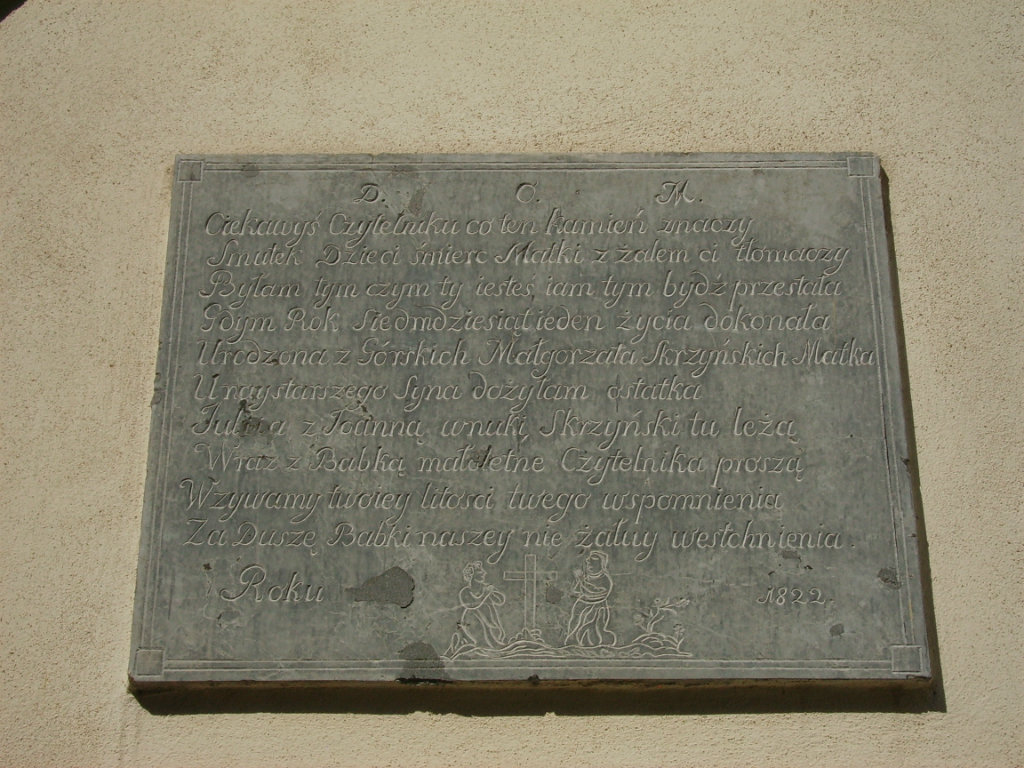 D. O. M.
Ciekawyś Czytelniku co ten kamień znaczy
Smutek Dzieci śmierc Matki z żalem ci tłomaczy
Byłam tym czym ty iesteś, iam tym bydź przestała
Gdym Rok Siedmdziesiąt ieden życia dokonała
Urodzona z Górskich Małgorzata Skrzyńskich Matka
U naystarszego Syna dożyłam ostatka
z Joanną wnuki, Skrzyński tu leżą
Wraz z Babką małoletne Czytelnika proszą
Wzywamy twoiey litości twego wspomnienia
Za Duszę Babki naszey nie żałuy westchnienia.
Roku 1822.